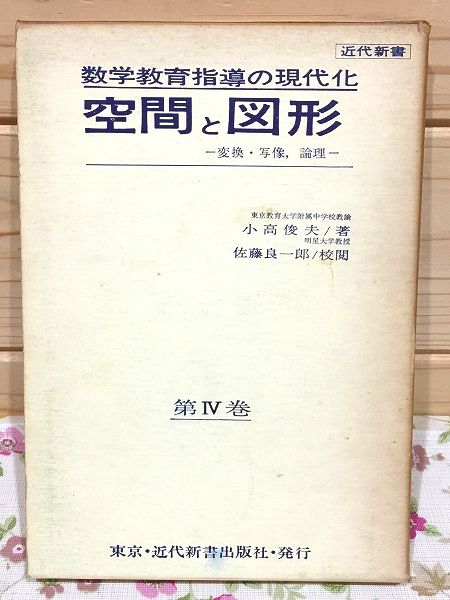 近代新書
数学教育指導の現代化
空間と図形
－変換・写像，論理－
東京教育大学附属中学校教諭
小高俊夫/著
明星大学教授
佐藤良一郎/校閲
第Ⅳ巻
東京・近代新書出版社・発行